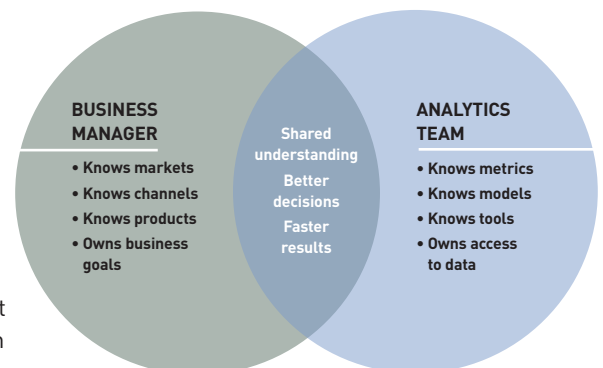 BUSINESS
MANAGER
• Knows markets
• Knows channels
• Knows products
• Owns business
goals
Shared
understanding
Better
decisions
Faster
results
ANALYTICS
TEAM
• Knows metrics
• Knows models
• Knows tools
• Owns access
to data